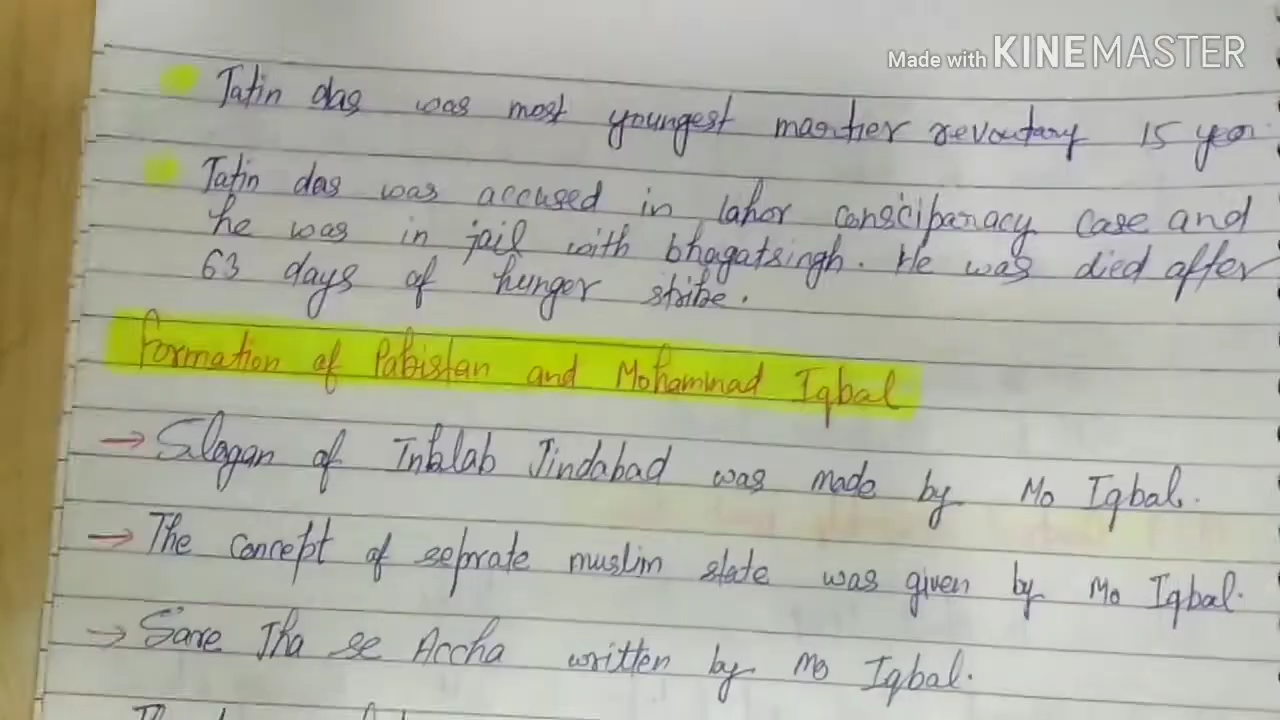 Made with KINEMASTER
Jatin das was most youngest martier revoutary 15 year
Jatin das was accused in lahor conscipanacy case and
he was in jail with bhagatsingh. He was died after
63 days of hunger strike.
Formation of Pakistan and Mohammad Iqbal
→ Slogan of Inklab Jindabad was made by Mo Iqbal.
→ The concept of seprate muslim state was given by Mo Iqbal.
→ Sare Jha se Accha written by Mo Iqbal.